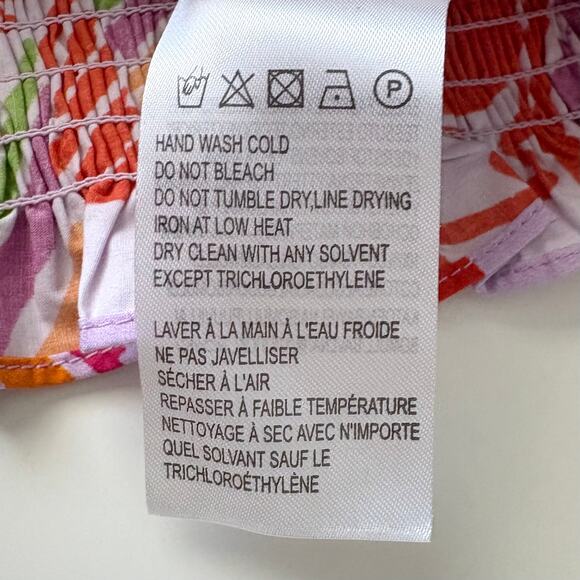 P
HAND WASH COLD
DO NOT BLEACH
DO NOT TUMBLE DRY,LINE DRYING
IRON AT LOW HEAT
DRY CLEAN WITH ANY SOLVENT
EXCEPT TRICHLOROETHYLENE
LAVER À LA MAIN À L'EAU FROIDE
NE PAS JAVELLISER
SÉCHER À L'AIR
REPASSER À FAIBLE TEMPÉRATURE
NETTOYAGE À SEC AVEC N'IMPORTE
QUEL SOLVANT SAUF LE
TRICHLOROÉTHYLÈNE